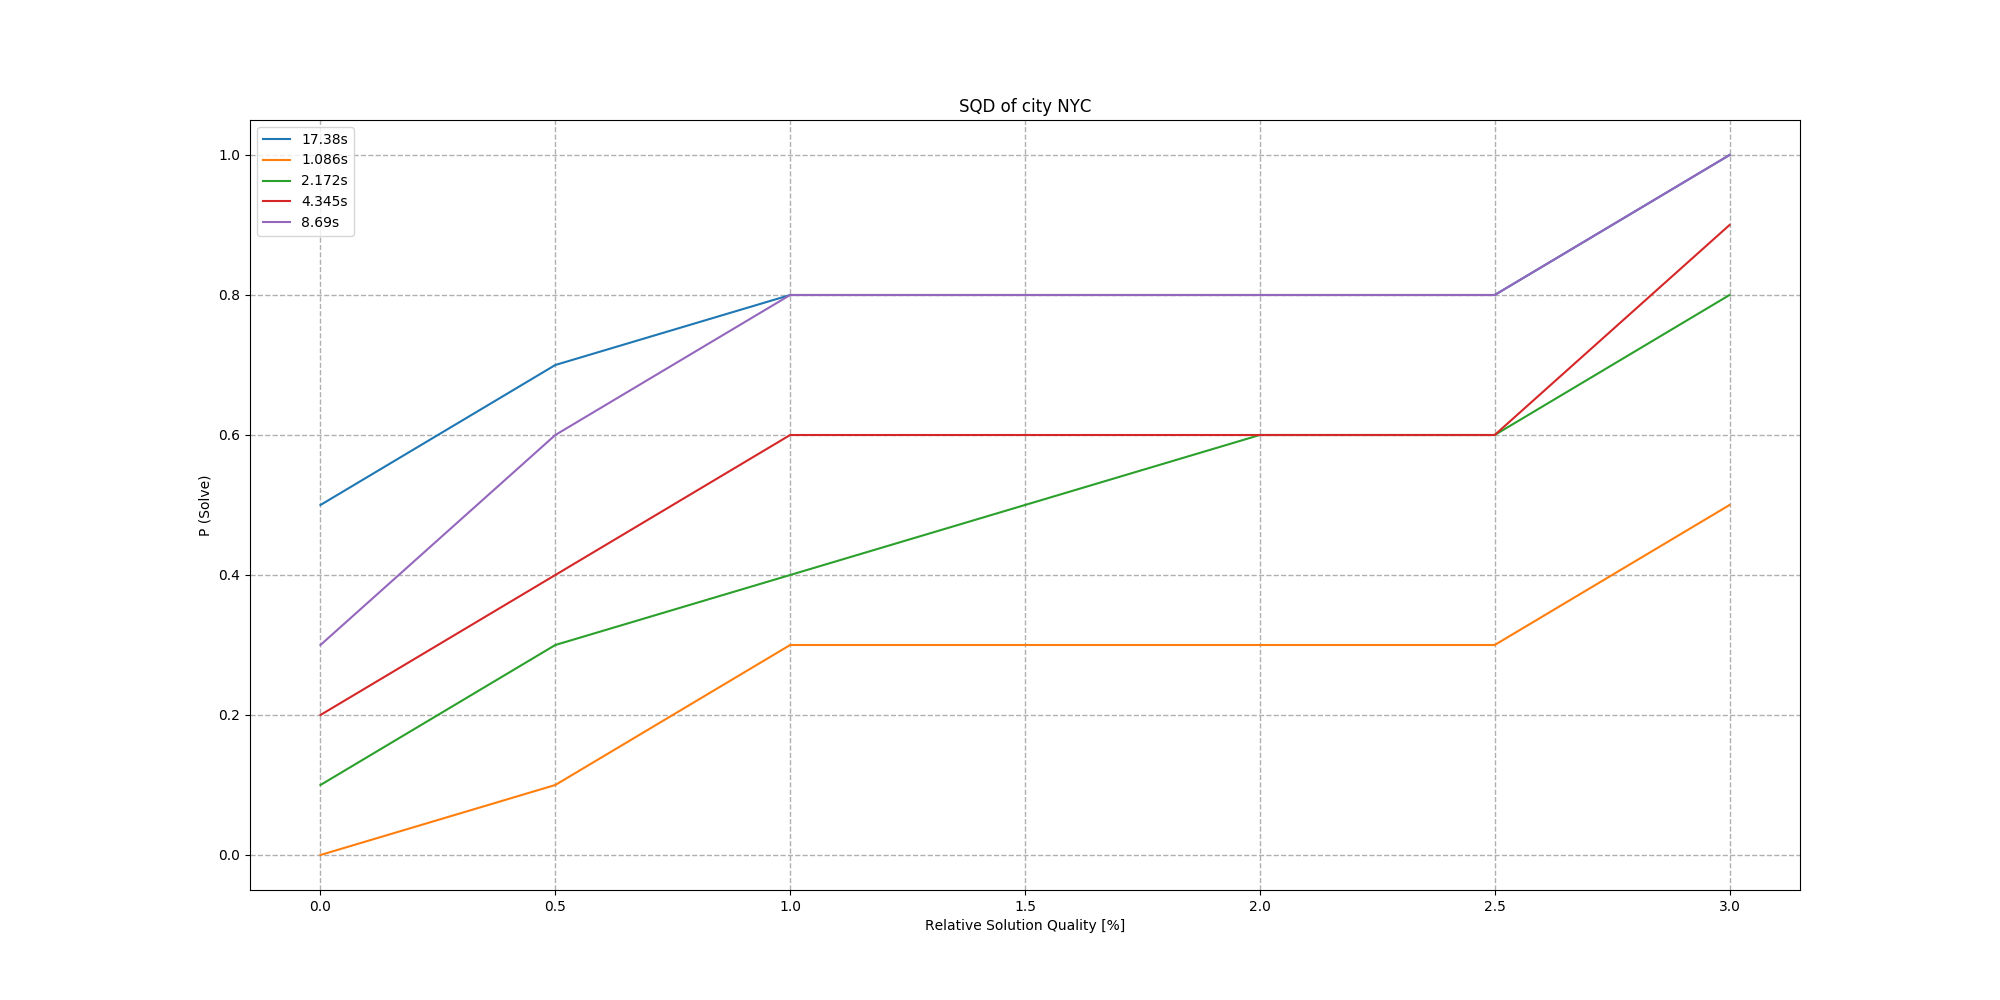 SQD of city NYC
17.38s
1.086s
2.172s
4.345s
8.69s
1.0
0.8
0.6
0.4
0.2
0.0
P (Solve)
0.0 0.5 1.0 1.5 2.0 2.5 3.0
Relative Solution Quality [%]